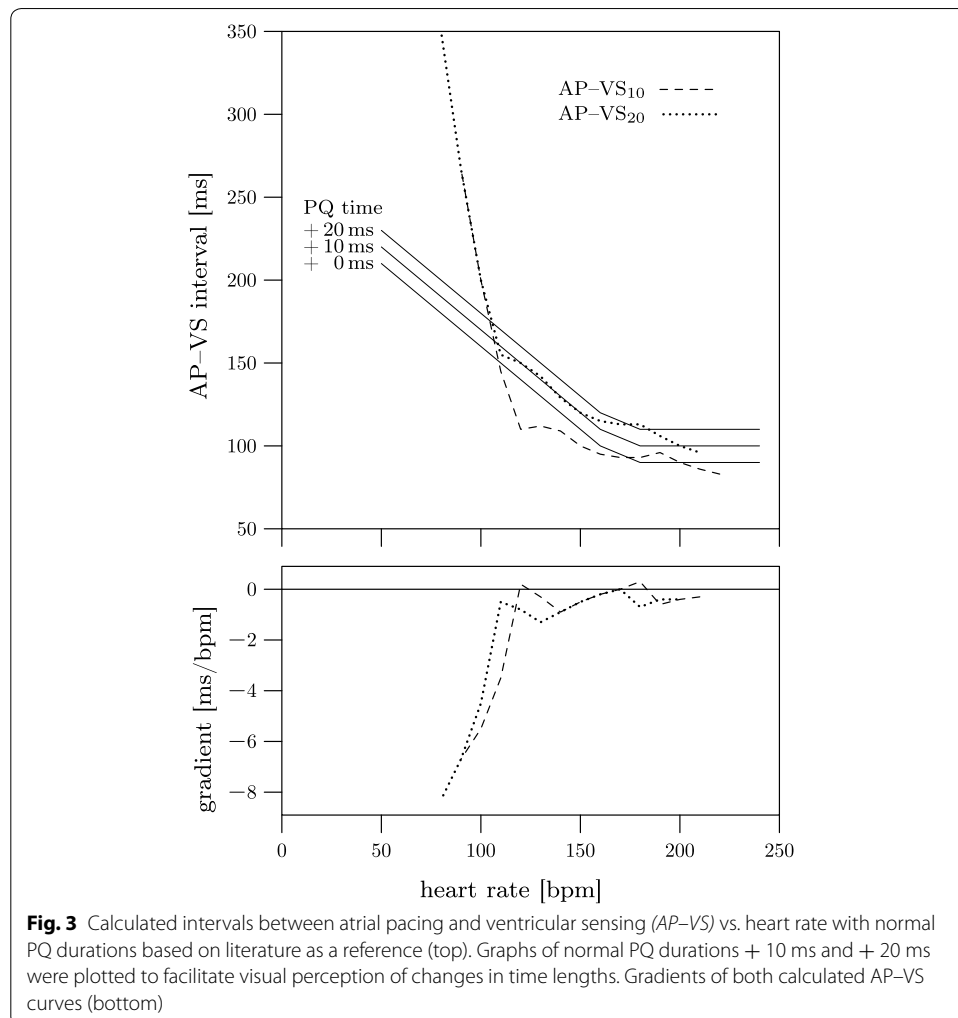 350
300
250
200
150
100
50
AP–VS interval [ms]
AP–VS10
AP–VS20
PQ time
+ 20 ms
+ 10 ms
+ 0 ms
0
−2
−4
−6
−8
gradient [ms/bpm]
0 50 100 150 200 250
heart rate [bpm]
Fig. 3 Calculated intervals between atrial pacing and ventricular sensing (AP–VS) vs. heart rate with normal
PQ durations based on literature as a reference (top). Graphs of normal PQ durations + 10 ms and + 20 ms
were plotted to facilitate visual perception of changes in time lengths. Gradients of both calculated AP–VS
curves (bottom)